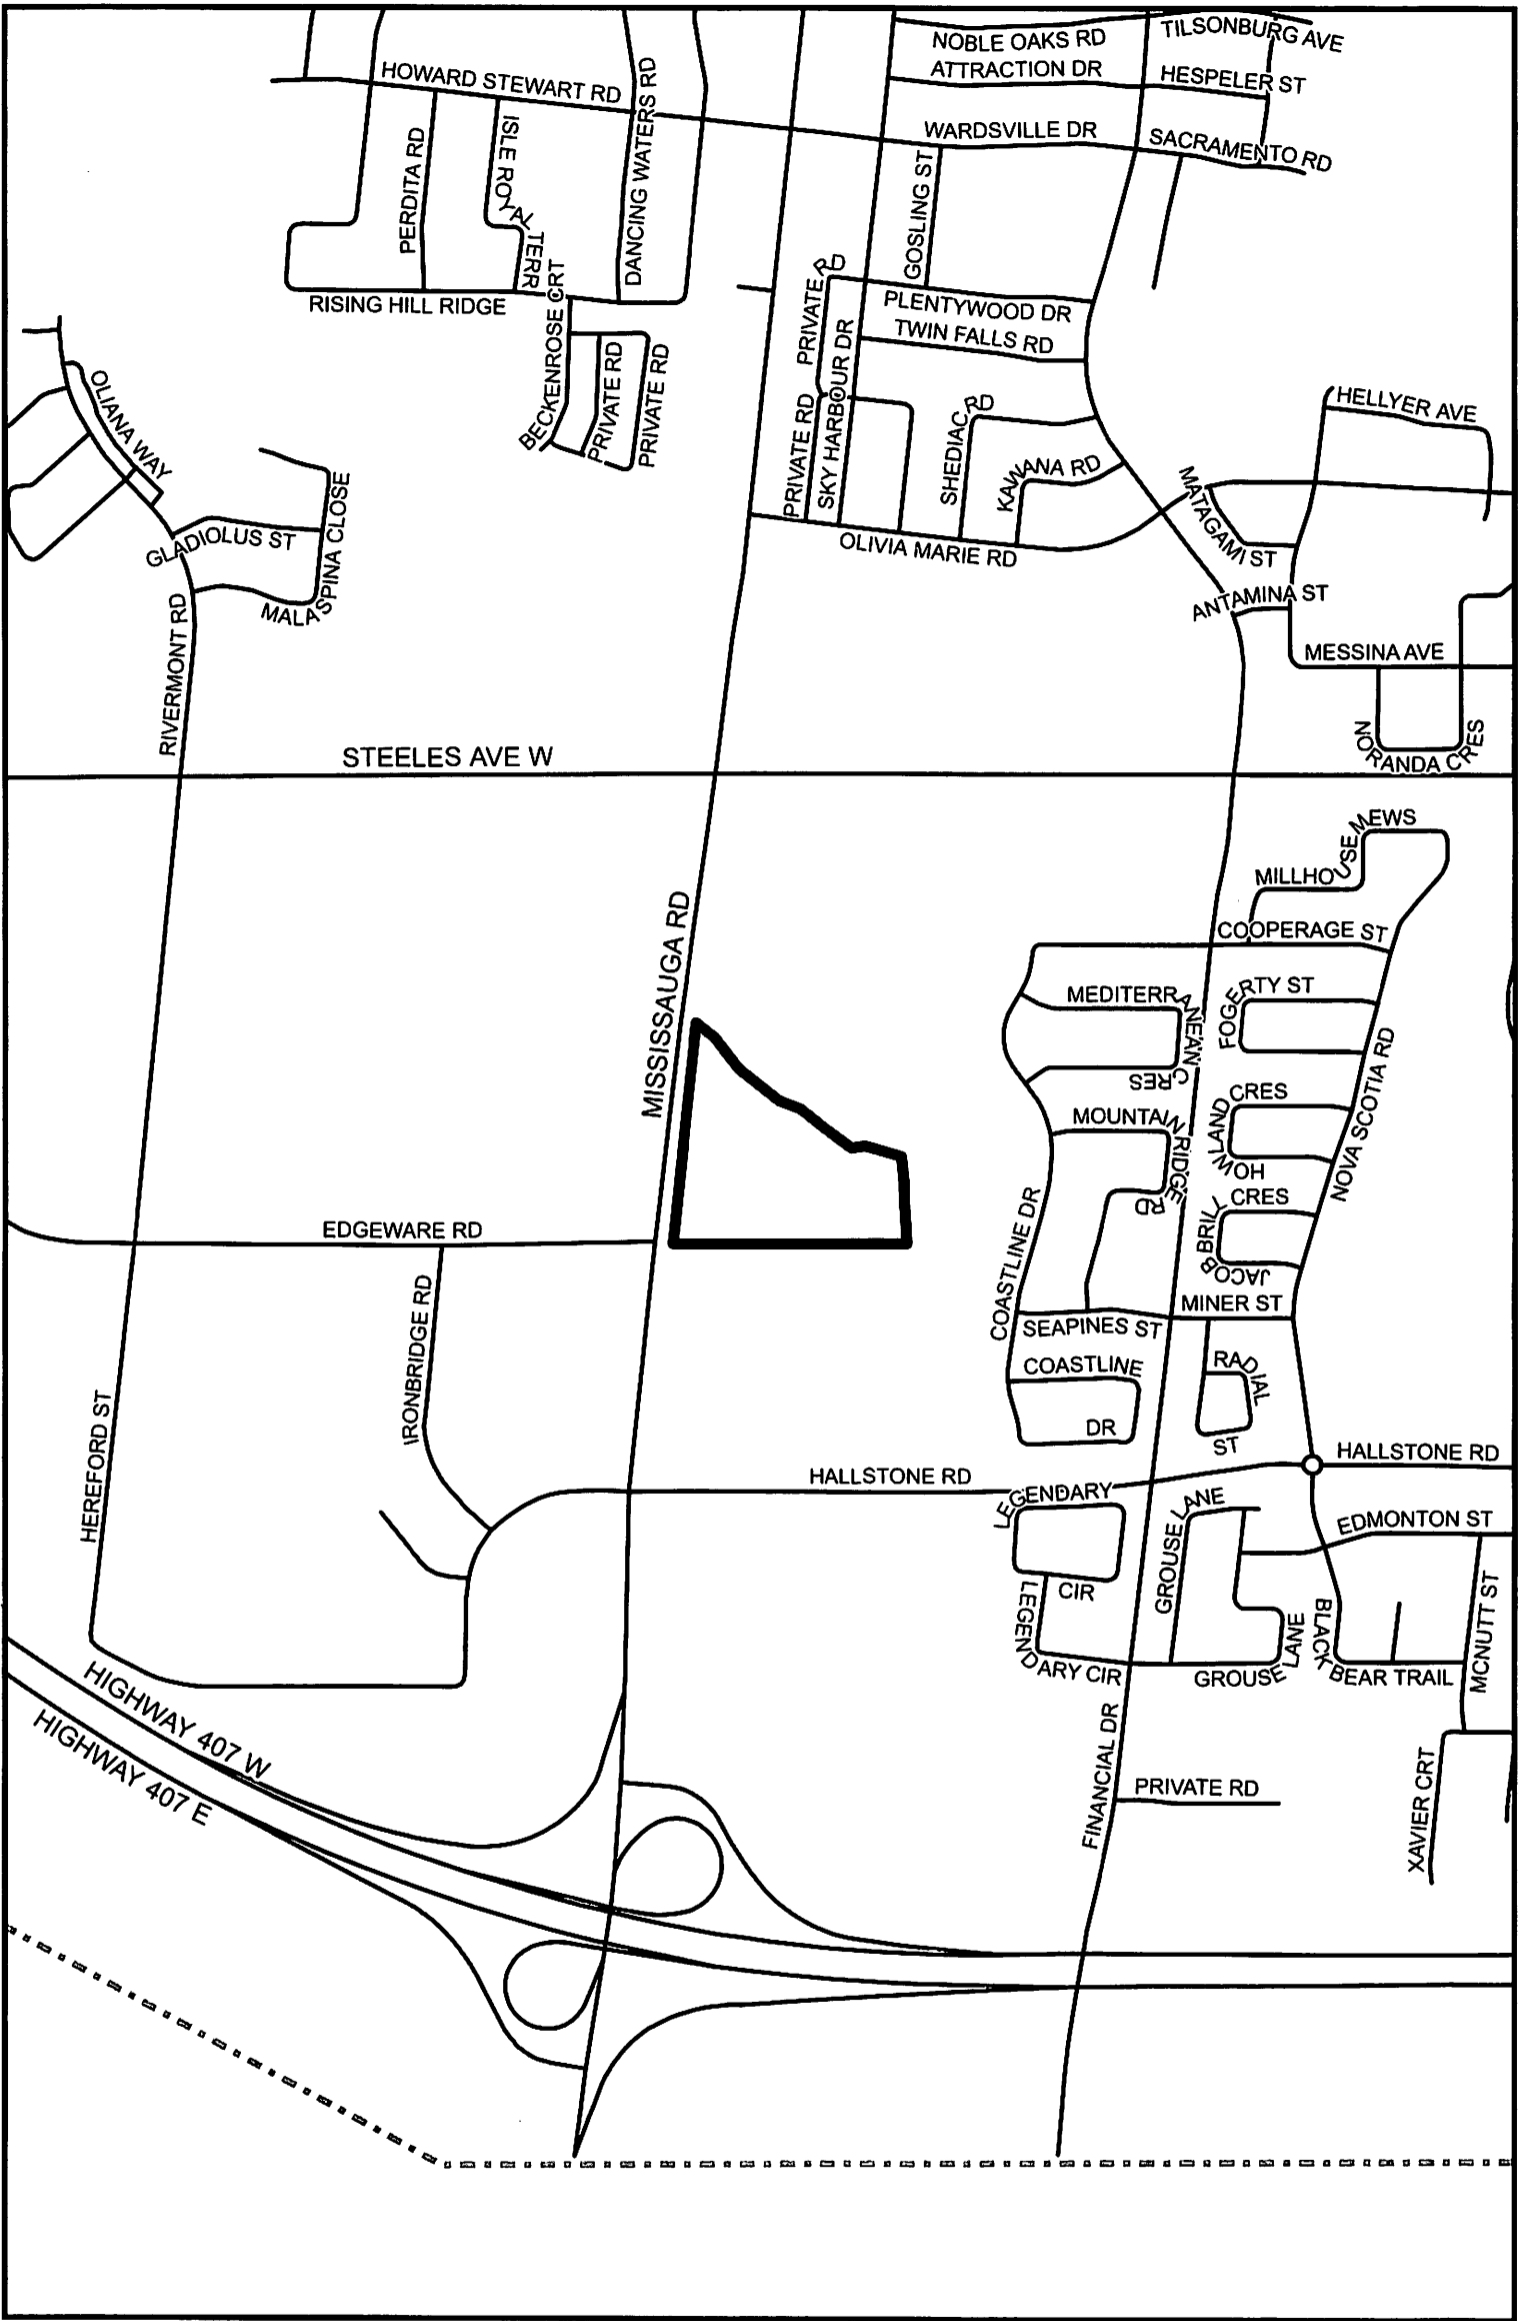 NOBLE OAKS RD
TILSONBURG AVE
ATTRACTION DR
HESPELER ST
HOWARD STEWART RD
WARDSVILLE DR
SACRAMENTO RD
PERDITA RD
ISLE ROYAL TERR
DANCING WATERS RD
GOSLING ST
RISING HILL RIDGE
BECKENROSE CRT
PRIVATE RD
PRIVATE RD
PRIVATE RD
PRIVATE RD
SKY HARBOUR DR
PLENTYWOOD DR
TWIN FALLS RD
OLIANA WAY
SHEDIAC RD
KAWANA RD
HELLYER AVE
MATAGAMI ST
GLADIOLUS ST
MALASPINA CLOSE
OLIVIA MARIE RD
ANTAMINA ST
MESSINA AVE
RIVERMONT RD
NORANDA CRES
STEELES AVE W
MILLHOUSE MEWS
COOPERAGE ST
MISSISSAUGA RD
MEDITERRANEAN CRES
FOGERTY ST
MOUNTAIN RIDGE RD
HOWLAND CRES
NOVA SCOTIA RD
JACOB BRILL CRES
COASTLINE DR
EDGEWARE RD
IRONBRIDGE RD
SEAPINES ST
MINER ST
COASTLINE
DR
RADIAL
ST
HEREFORD ST
HALLSTONE RD
HALLSTONE RD
LEGENDARY
CIR
GROUSE LANE
EDMONTON ST
LEGENDARY CIR
GROUSE LANE
BLACK BEAR TRAIL
MCNUTT ST
HIGHWAY 407 W
HIGHWAY 407 E
FINANCIAL DR
PRIVATE RD
XAVIER CRT